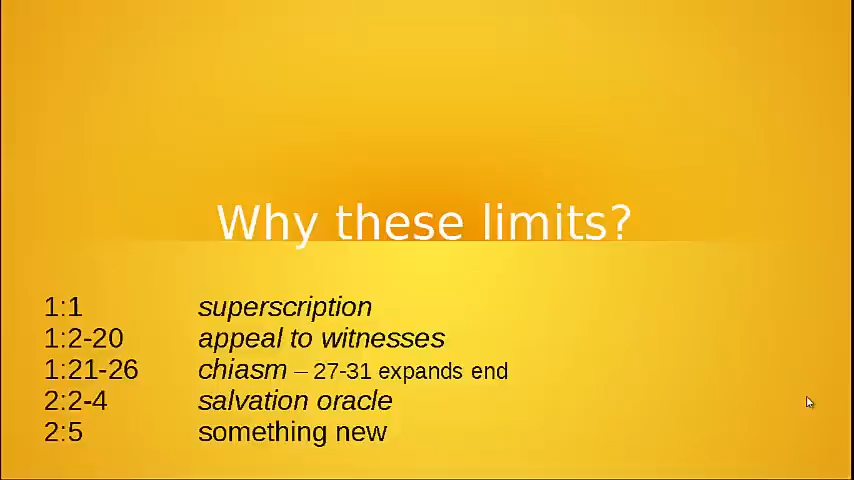 Why these limits?
1:1 superscription
1:2-20 appeal to witnesses
1:21-26 chiasm – 27-31 expands end
2:2-4 salvation oracle
2:5 something new